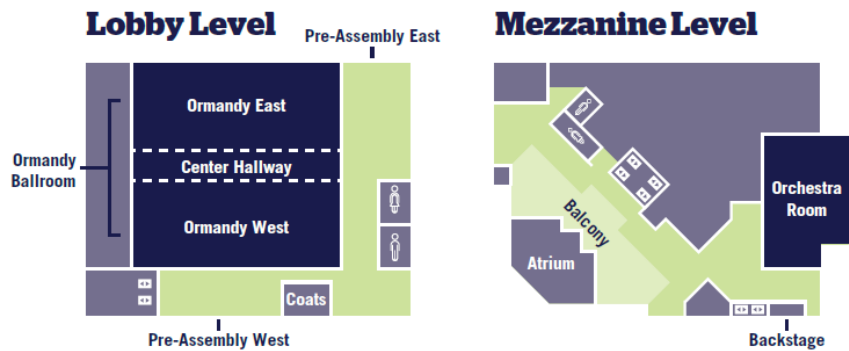 Lobby Level
Pre-Assembly East
Ormandy East
Center Hallway
Ormandy
Ballroom
Ormandy West
Coats
Pre-Assembly West
Mezzanine Level
Orchestra
Room
Balcony
Atrium
Backstage